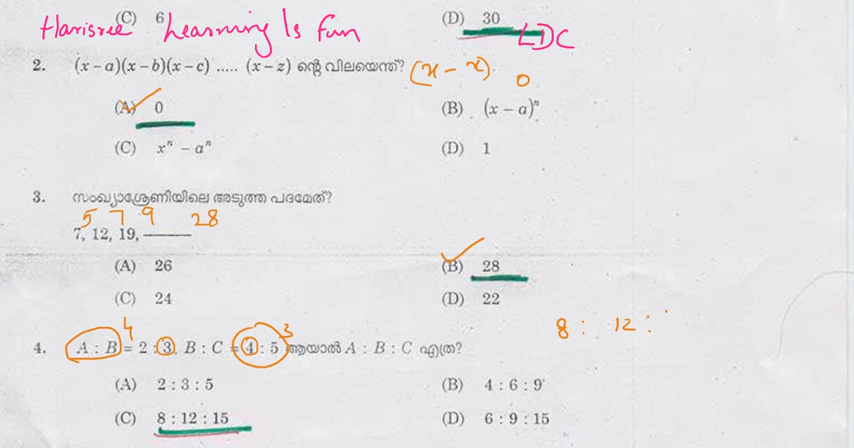 (C) 6 (D) 30
Harisree Learning Is Fun LDC
2. (x – a)(x – b)(x – c) ..... (x – z) ന്റെ വിലയെന്ത്? (x – x) 0
(A) 0 (B) (x – a)ⁿ
(C) xⁿ – aⁿ (D) 1
3. സംഖ്യാശ്രേണിയിലെ അടുത്ത പദമേത്?
5 7 9 28
7, 12, 19, ———
(A) 26 (B) 28
(C) 24 (D) 22
8 : 12 :
4 3
4. A : B = 2 : 3, B : C = 4 : 5 ആയാൽ A : B : C എത്ര?
(A) 2 : 3 : 5 (B) 4 : 6 : 9
(C) 8 : 12 : 15 (D) 6 : 9 : 15